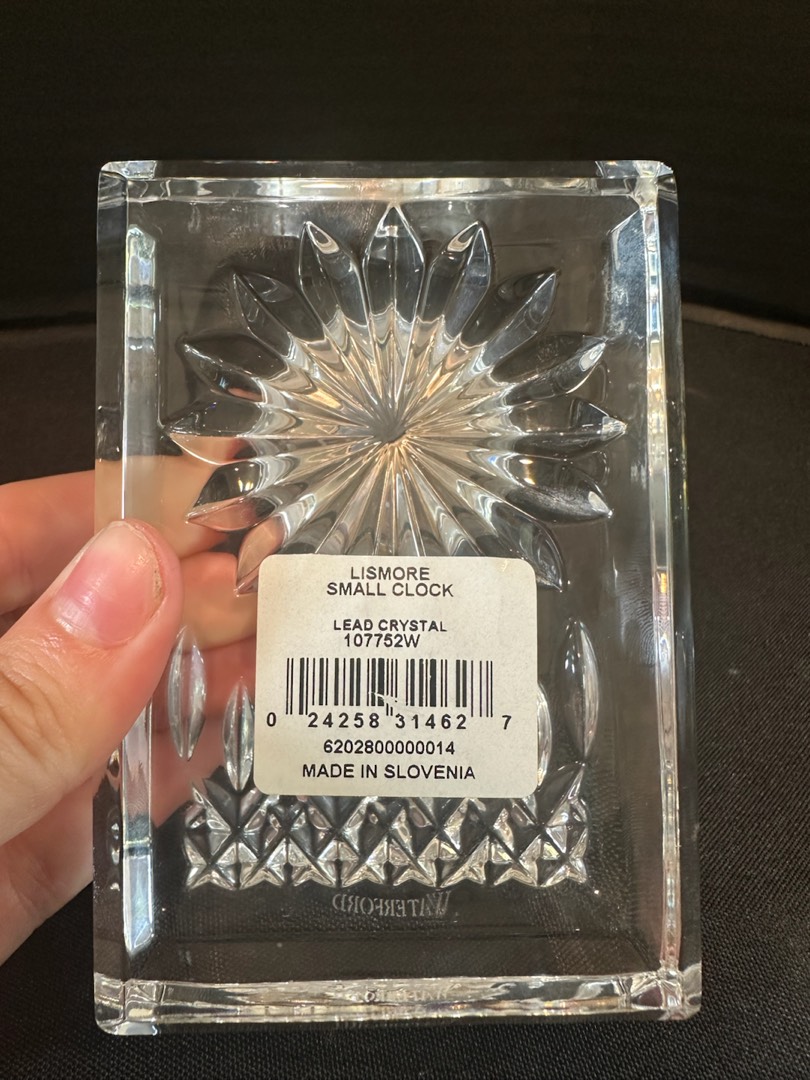 LISMORE
SMALL CLOCK
LEAD CRYSTAL
107752W
0 24258 31462 7
6202800000014
MADE IN SLOVENIA
WATERFORD